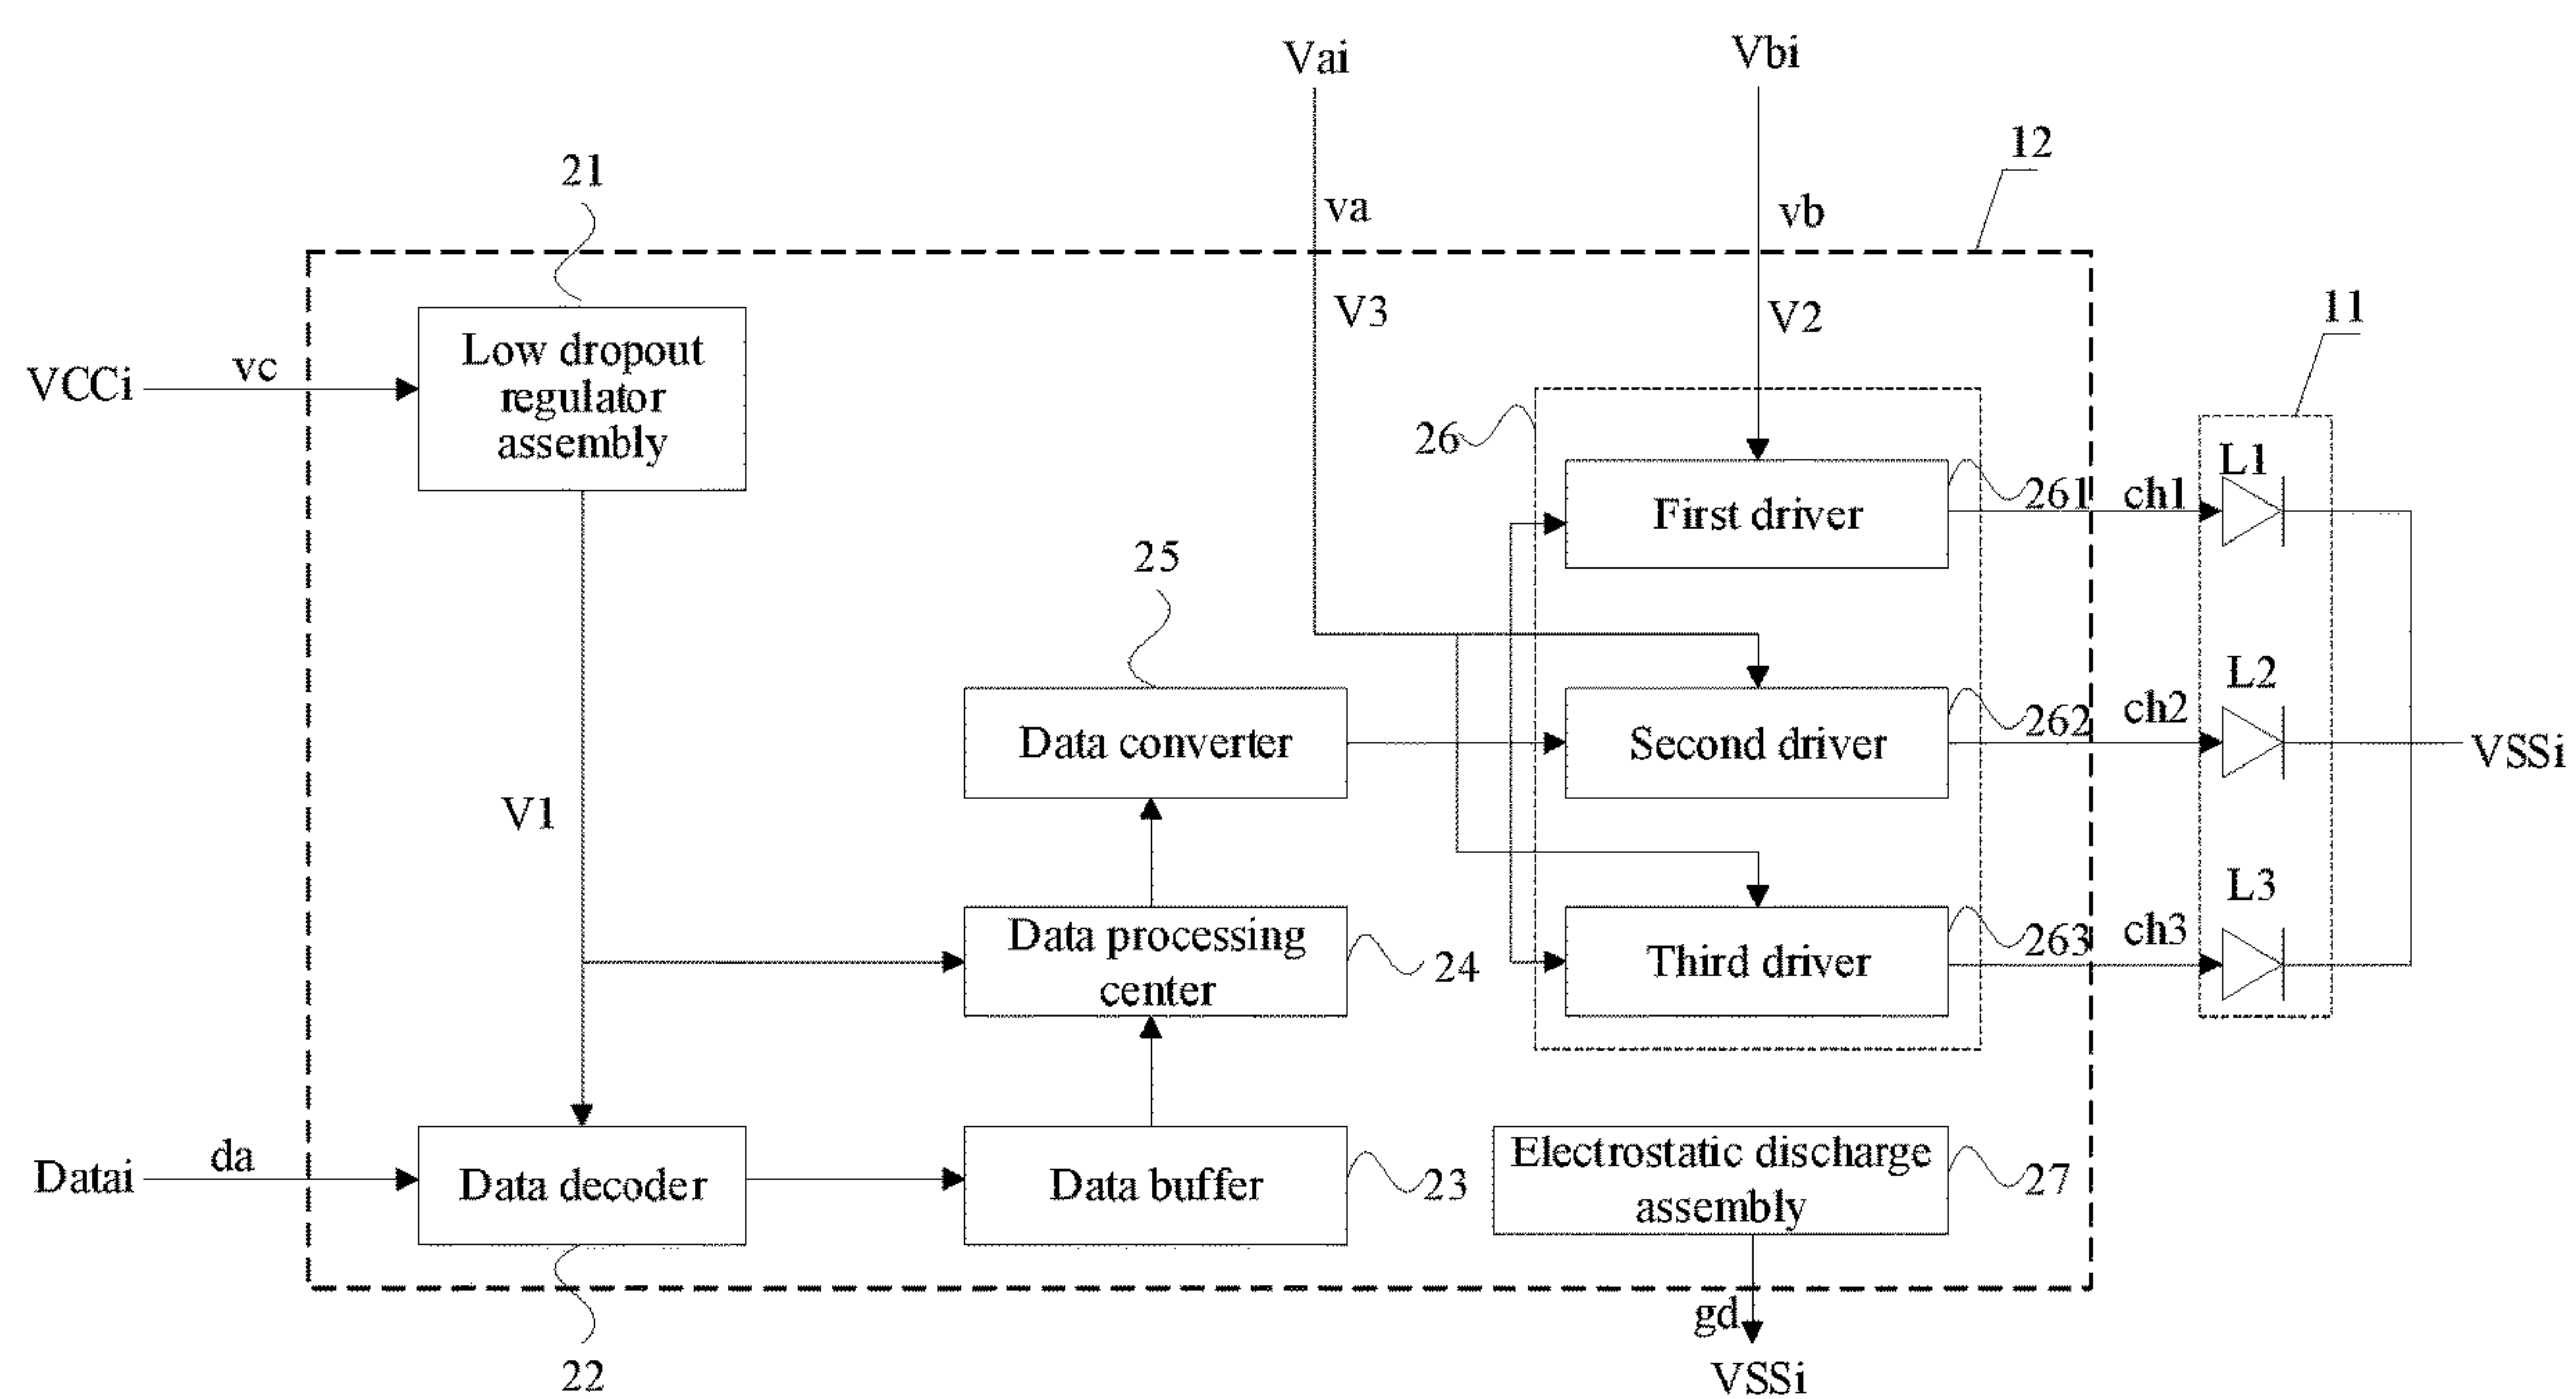 Vai
Vbi
12
21
va
vb
V3
V2
11
VCCi
vc
Low dropout
regulator
assembly
26
L1
First driver
261
ch1
25
L2
Data converter
Second driver
262
ch2
VSSi
V1
L3
Data processing
center
24
Third driver
263
ch3
Datai
da
Data decoder
Data buffer
23
Electrostatic discharge
assembly
27
gd
22
VSSi